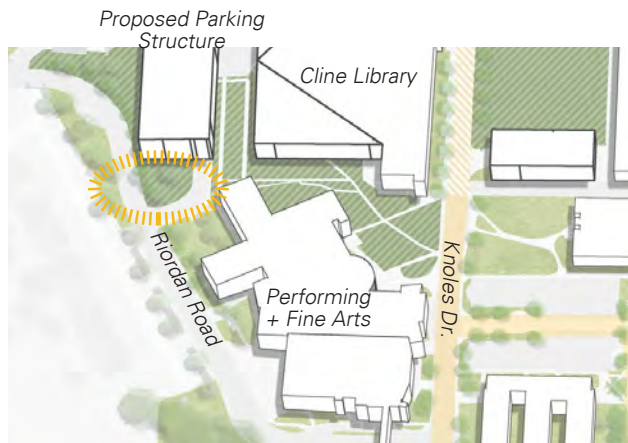 Proposed Parking
Structure
Cline Library
Riordan Road
Knoles Dr.
Performing
+ Fine Arts